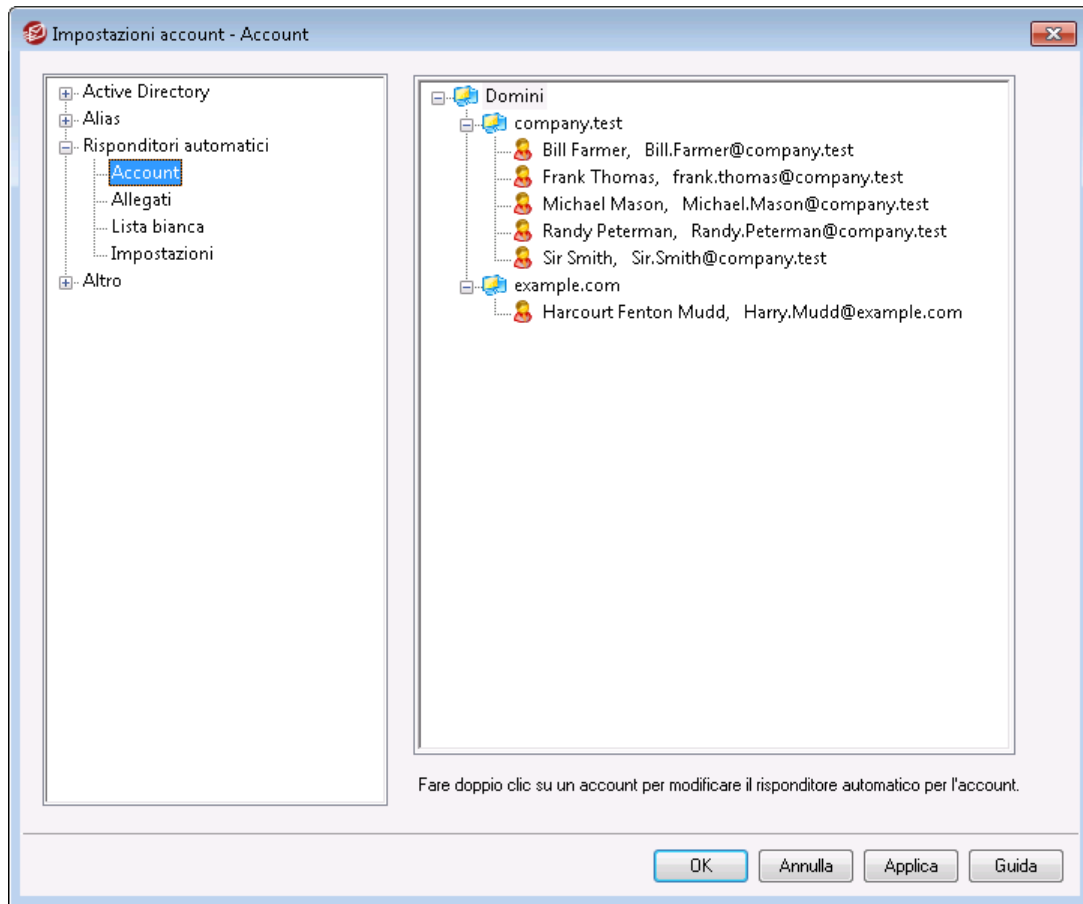 Impostazioni account - Account
Active Directory
Alias
Risponditori automatici
Account
Allegati
Lista bianca
Impostazioni
Altro
Domini
company.test
Bill Farmer, Bill.Farmer@company.test
Frank Thomas, frank.thomas@company.test
Michael Mason, Michael.Mason@company.test
Randy Peterman, Randy.Peterman@company.test
Sir Smith, Sir.Smith@company.test
example.com
Harcourt Fenton Mudd, Harry.Mudd@example.com
Fare doppio clic su un account per modificare il risponditore automatico per l'account.
OK Annulla Applica Guida